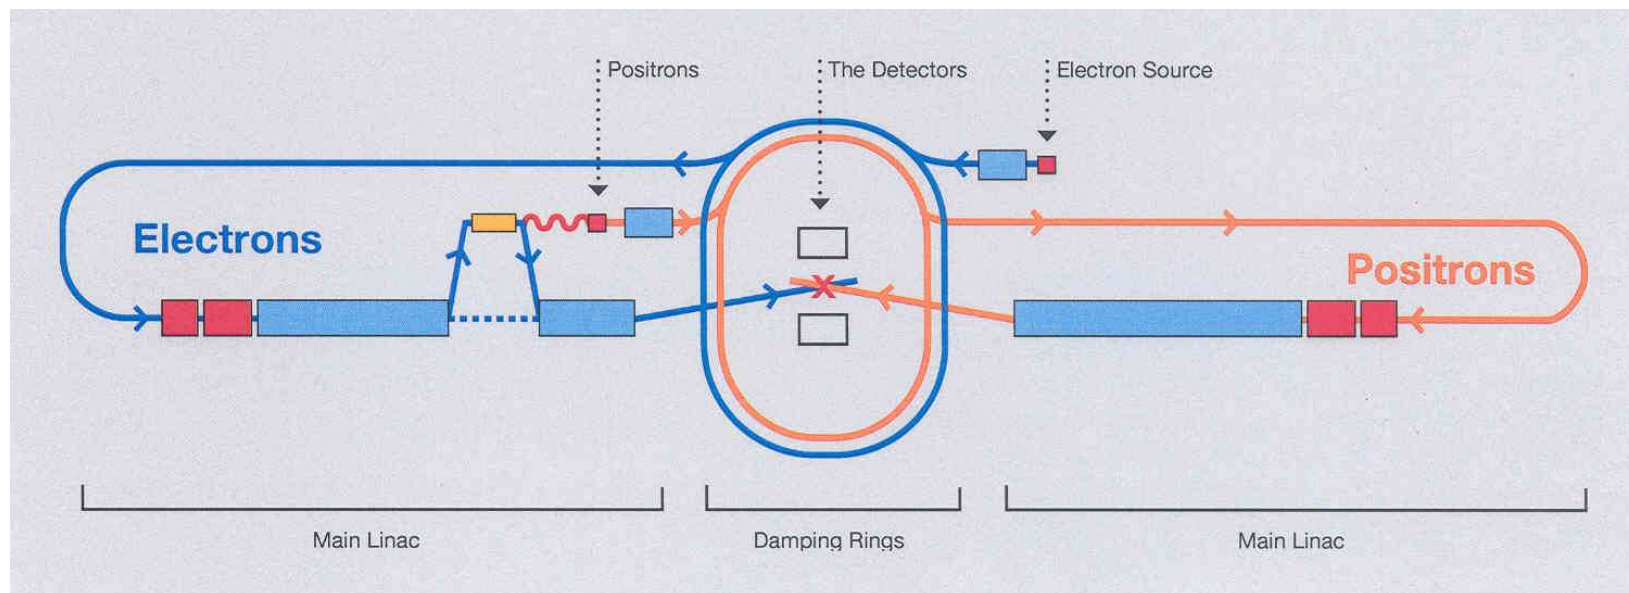 Positrons
The Detectors
Electron Source
Electrons
Positrons
Main Linac
Damping Rings
Main Linac